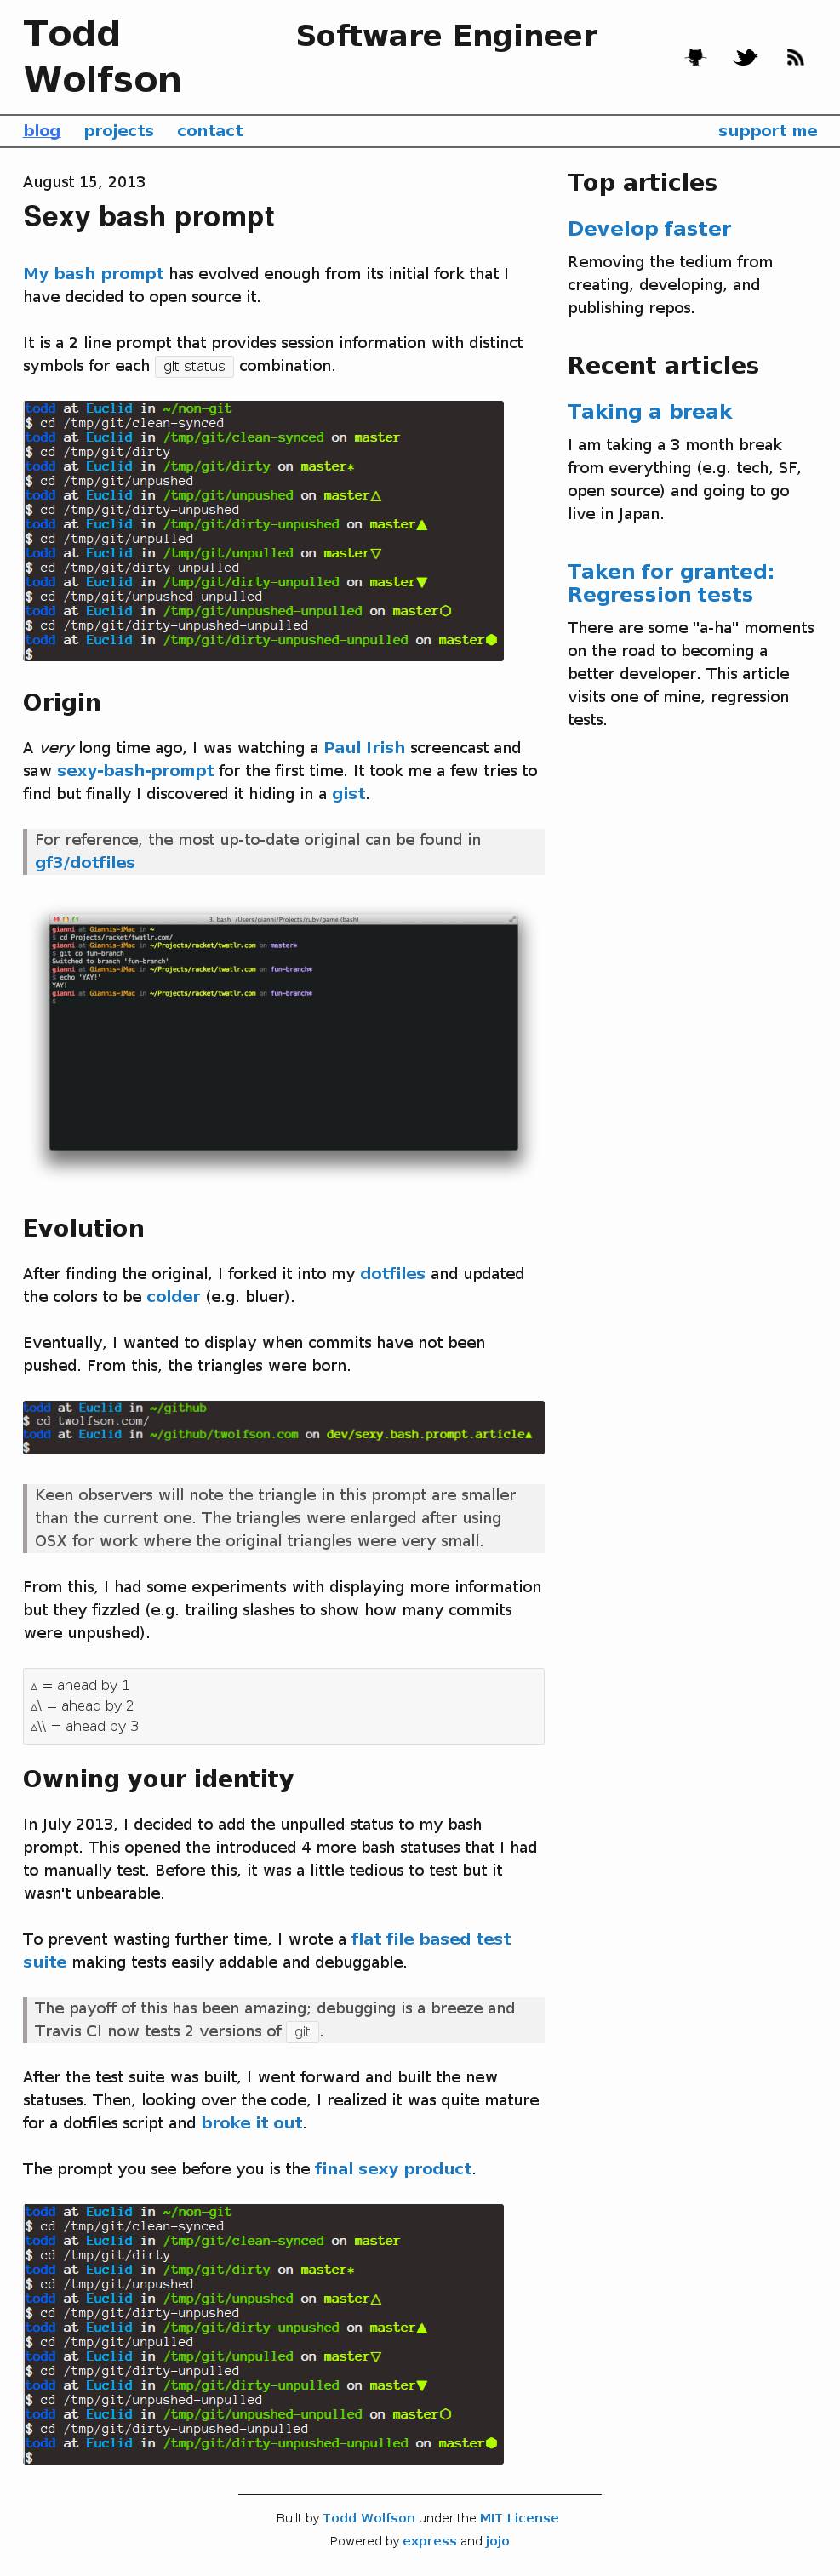 Todd
Wolfson
Software Engineer
blog projects contact support me
August 15, 2013
Sexy bash prompt
My bash prompt has evolved enough from its initial fork that I
have decided to open source it.
It is a 2 line prompt that provides session information with distinct
symbols for each git status combination.
todd at Euclid in ~/non-git
$ cd /tmp/git/clean-synced
todd at Euclid in /tmp/git/clean-synced on master
$ cd /tmp/git/dirty
todd at Euclid in /tmp/git/dirty on master*
$ cd /tmp/git/unpushed
todd at Euclid in /tmp/git/unpushed on master△
$ cd /tmp/git/dirty-unpushed
todd at Euclid in /tmp/git/dirty-unpushed on master▲
$ cd /tmp/git/unpulled
todd at Euclid in /tmp/git/unpulled on master▽
$ cd /tmp/git/dirty-unpulled
todd at Euclid in /tmp/git/dirty-unpulled on master▼
$ cd /tmp/git/unpushed-unpulled
todd at Euclid in /tmp/git/unpushed-unpulled on master⬡
$ cd /tmp/git/dirty-unpushed-unpulled
todd at Euclid in /tmp/git/dirty-unpushed-unpulled on master⬢
$
Origin
A very long time ago, I was watching a Paul Irish screencast and
saw sexy-bash-prompt for the first time. It took me a few tries to
find but finally I discovered it hiding in a gist.
For reference, the most up-to-date original can be found in
gf3/dotfiles
3. bash /Users/gianni/Projects/ruby/game (bash)
gianni at Giannis-iMac in ~
$ cd Projects/racket/twatlr.com/
gianni at Giannis-iMac in ~/Projects/racket/twatlr.com on master*
$ git co fun-branch
Switched to branch 'fun-branch'
gianni at Giannis-iMac in ~/Projects/racket/twatlr.com on fun-branch*
$ echo 'YAY!'
YAY!
gianni at Giannis-iMac in ~/Projects/racket/twatlr.com on fun-branch*
$
Evolution
After finding the original, I forked it into my dotfiles and updated
the colors to be colder (e.g. bluer).
Eventually, I wanted to display when commits have not been
pushed. From this, the triangles were born.
todd at Euclid in ~/github
$ cd twolfson.com/
todd at Euclid in ~/github/twolfson.com on dev/sexy.bash.prompt.article▲
$
Keen observers will note the triangle in this prompt are smaller
than the current one. The triangles were enlarged after using
OSX for work where the original triangles were very small.
From this, I had some experiments with displaying more information
but they fizzled (e.g. trailing slashes to show how many commits
were unpushed).
△ = ahead by 1
△\ = ahead by 2
△\\ = ahead by 3
Owning your identity
In July 2013, I decided to add the unpulled status to my bash
prompt. This opened the introduced 4 more bash statuses that I had
to manually test. Before this, it was a little tedious to test but it
wasn't unbearable.
To prevent wasting further time, I wrote a flat file based test
suite making tests easily addable and debuggable.
The payoff of this has been amazing; debugging is a breeze and
Travis CI now tests 2 versions of git.
After the test suite was built, I went forward and built the new
statuses. Then, looking over the code, I realized it was quite mature
for a dotfiles script and broke it out.
The prompt you see before you is the final sexy product.
todd at Euclid in ~/non-git
$ cd /tmp/git/clean-synced
todd at Euclid in /tmp/git/clean-synced on master
$ cd /tmp/git/dirty
todd at Euclid in /tmp/git/dirty on master*
$ cd /tmp/git/unpushed
todd at Euclid in /tmp/git/unpushed on master△
$ cd /tmp/git/dirty-unpushed
todd at Euclid in /tmp/git/dirty-unpushed on master▲
$ cd /tmp/git/unpulled
todd at Euclid in /tmp/git/unpulled on master▽
$ cd /tmp/git/dirty-unpulled
todd at Euclid in /tmp/git/dirty-unpulled on master▼
$ cd /tmp/git/unpushed-unpulled
todd at Euclid in /tmp/git/unpushed-unpulled on master⬡
$ cd /tmp/git/dirty-unpushed-unpulled
todd at Euclid in /tmp/git/dirty-unpushed-unpulled on master⬢
$
Top articles
Develop faster
Removing the tedium from
creating, developing, and
publishing repos.
Recent articles
Taking a break
I am taking a 3 month break
from everything (e.g. tech, SF,
open source) and going to go
live in Japan.
Taken for granted:
Regression tests
There are some "a-ha" moments
on the road to becoming a
better developer. This article
visits one of mine, regression
tests.
Built by Todd Wolfson under the MIT License
Powered by express and jojo